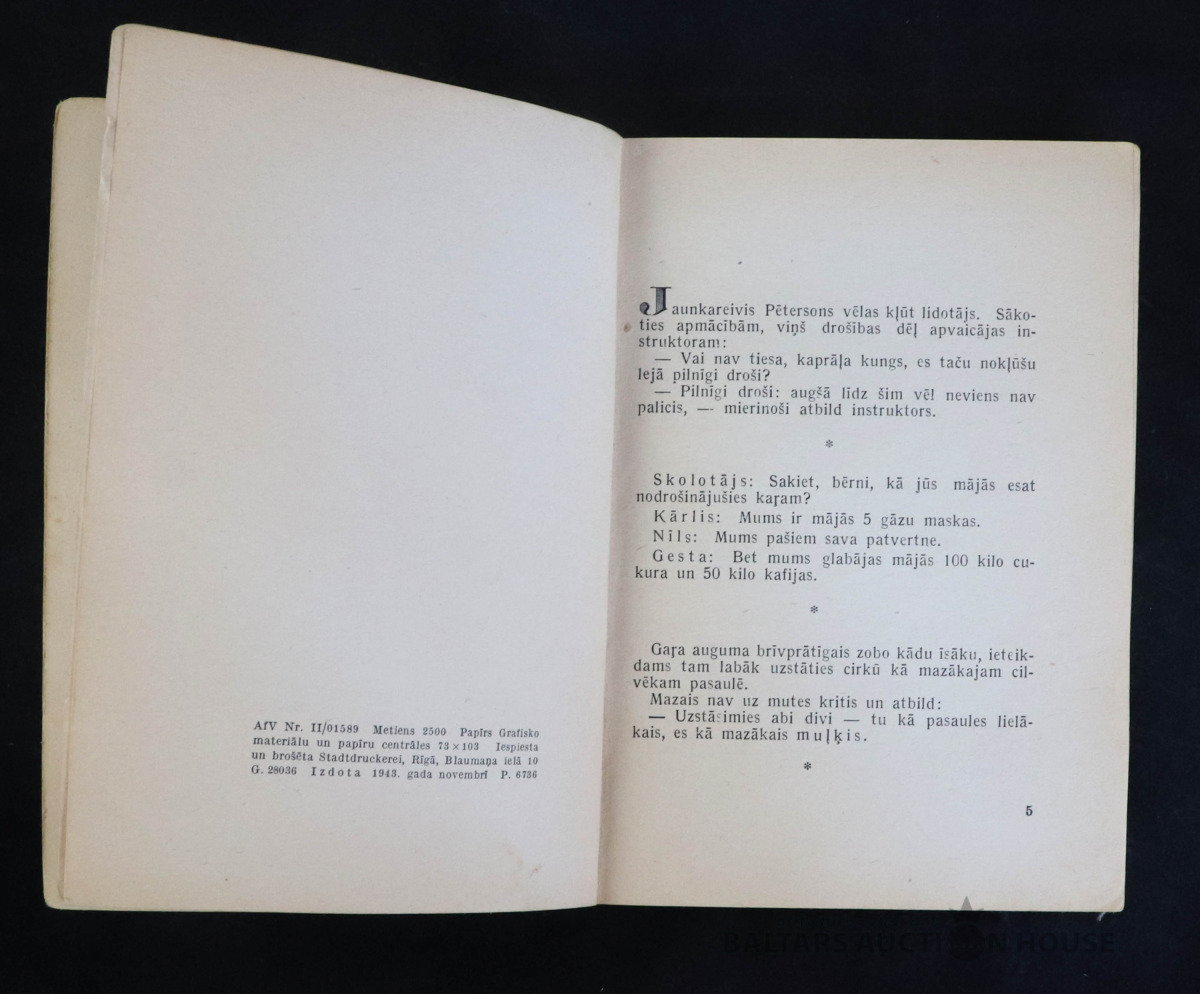 AfV Nr. II/01589 Metiens 2500 Papīrs Grafisko
materiālu un papīru centrāles 73×103 Iespiesta
un brošēta Stadtdruckerei, Rīgā, Blaumaņa ielā 10
G. 28036 Izdota 1943. gada novembrī P. 6736
Jaunkareivis Pētersons vēlas kļūt lidotājs. Sāko-
ties apmācībām, viņš drošības dēļ apvaicājas in-
struktoram:
— Vai nav tiesa, kaprāļa kungs, es taču nokļūšu
lejā pilnīgi droši?
— Pilnīgi droši: augšā līdz šim vēl neviens nav
palicis, — mierinoši atbild instruktors.
*
Skolotājs: Sakiet, bērni, kā jūs mājās esat
nodrošinājušies kaŗam?
Kārlis: Mums ir mājās 5 gāzu maskas.
Nīls: Mums pašiem sava patvertne.
Gesta: Bet mums glabājas mājās 100 kilo cu-
kura un 50 kilo kafijas.
*
Gaŗa auguma brīvprātīgais zobo kādu īsāku, ieteik-
dams tam labāk uzstāties cirkū kā mazākajam cil-
vēkam pasaulē.
Mazais nav uz mutes kritis un atbild:
— Uzstāsimies abi divi — tu kā pasaules lielā-
kais, es kā mazākais muļķis.
*
5
BALTARS AUCTION HOUSE